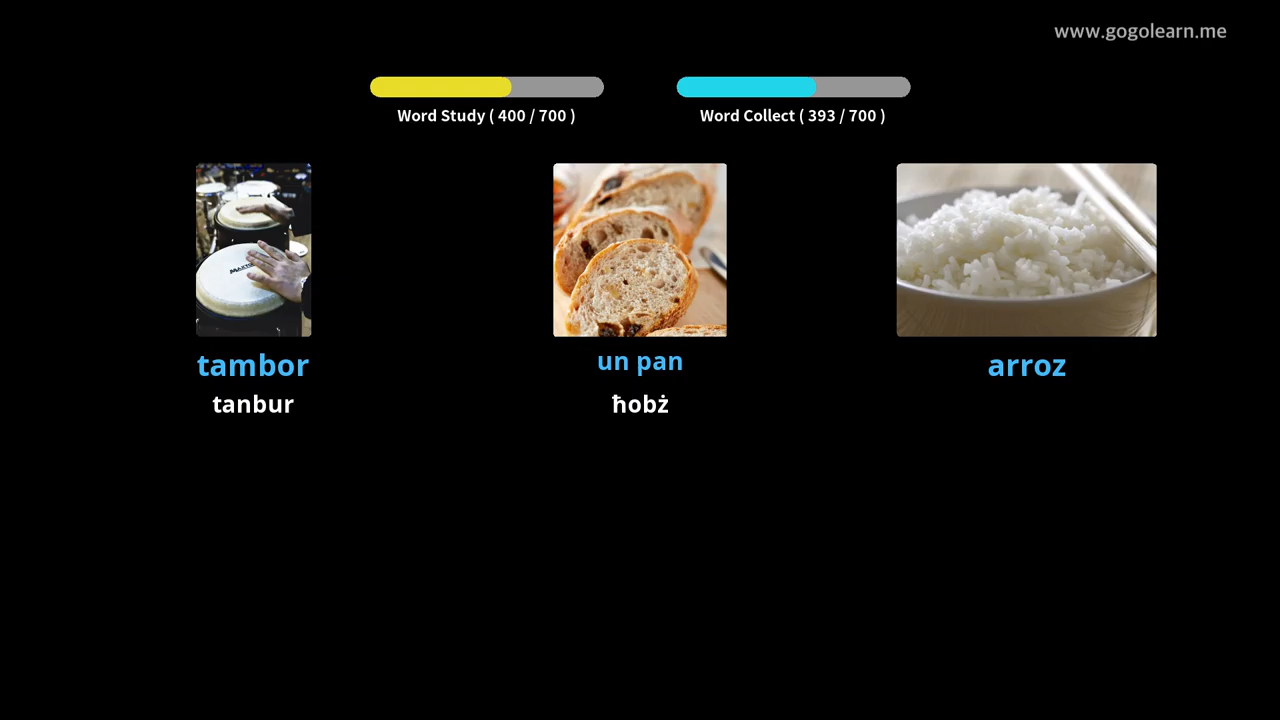 www.gogolearn.me
Word Study ( 400 / 700 )
Word Collect ( 393 / 700 )
tambor
un pan
arroz
tanbur
ħobż